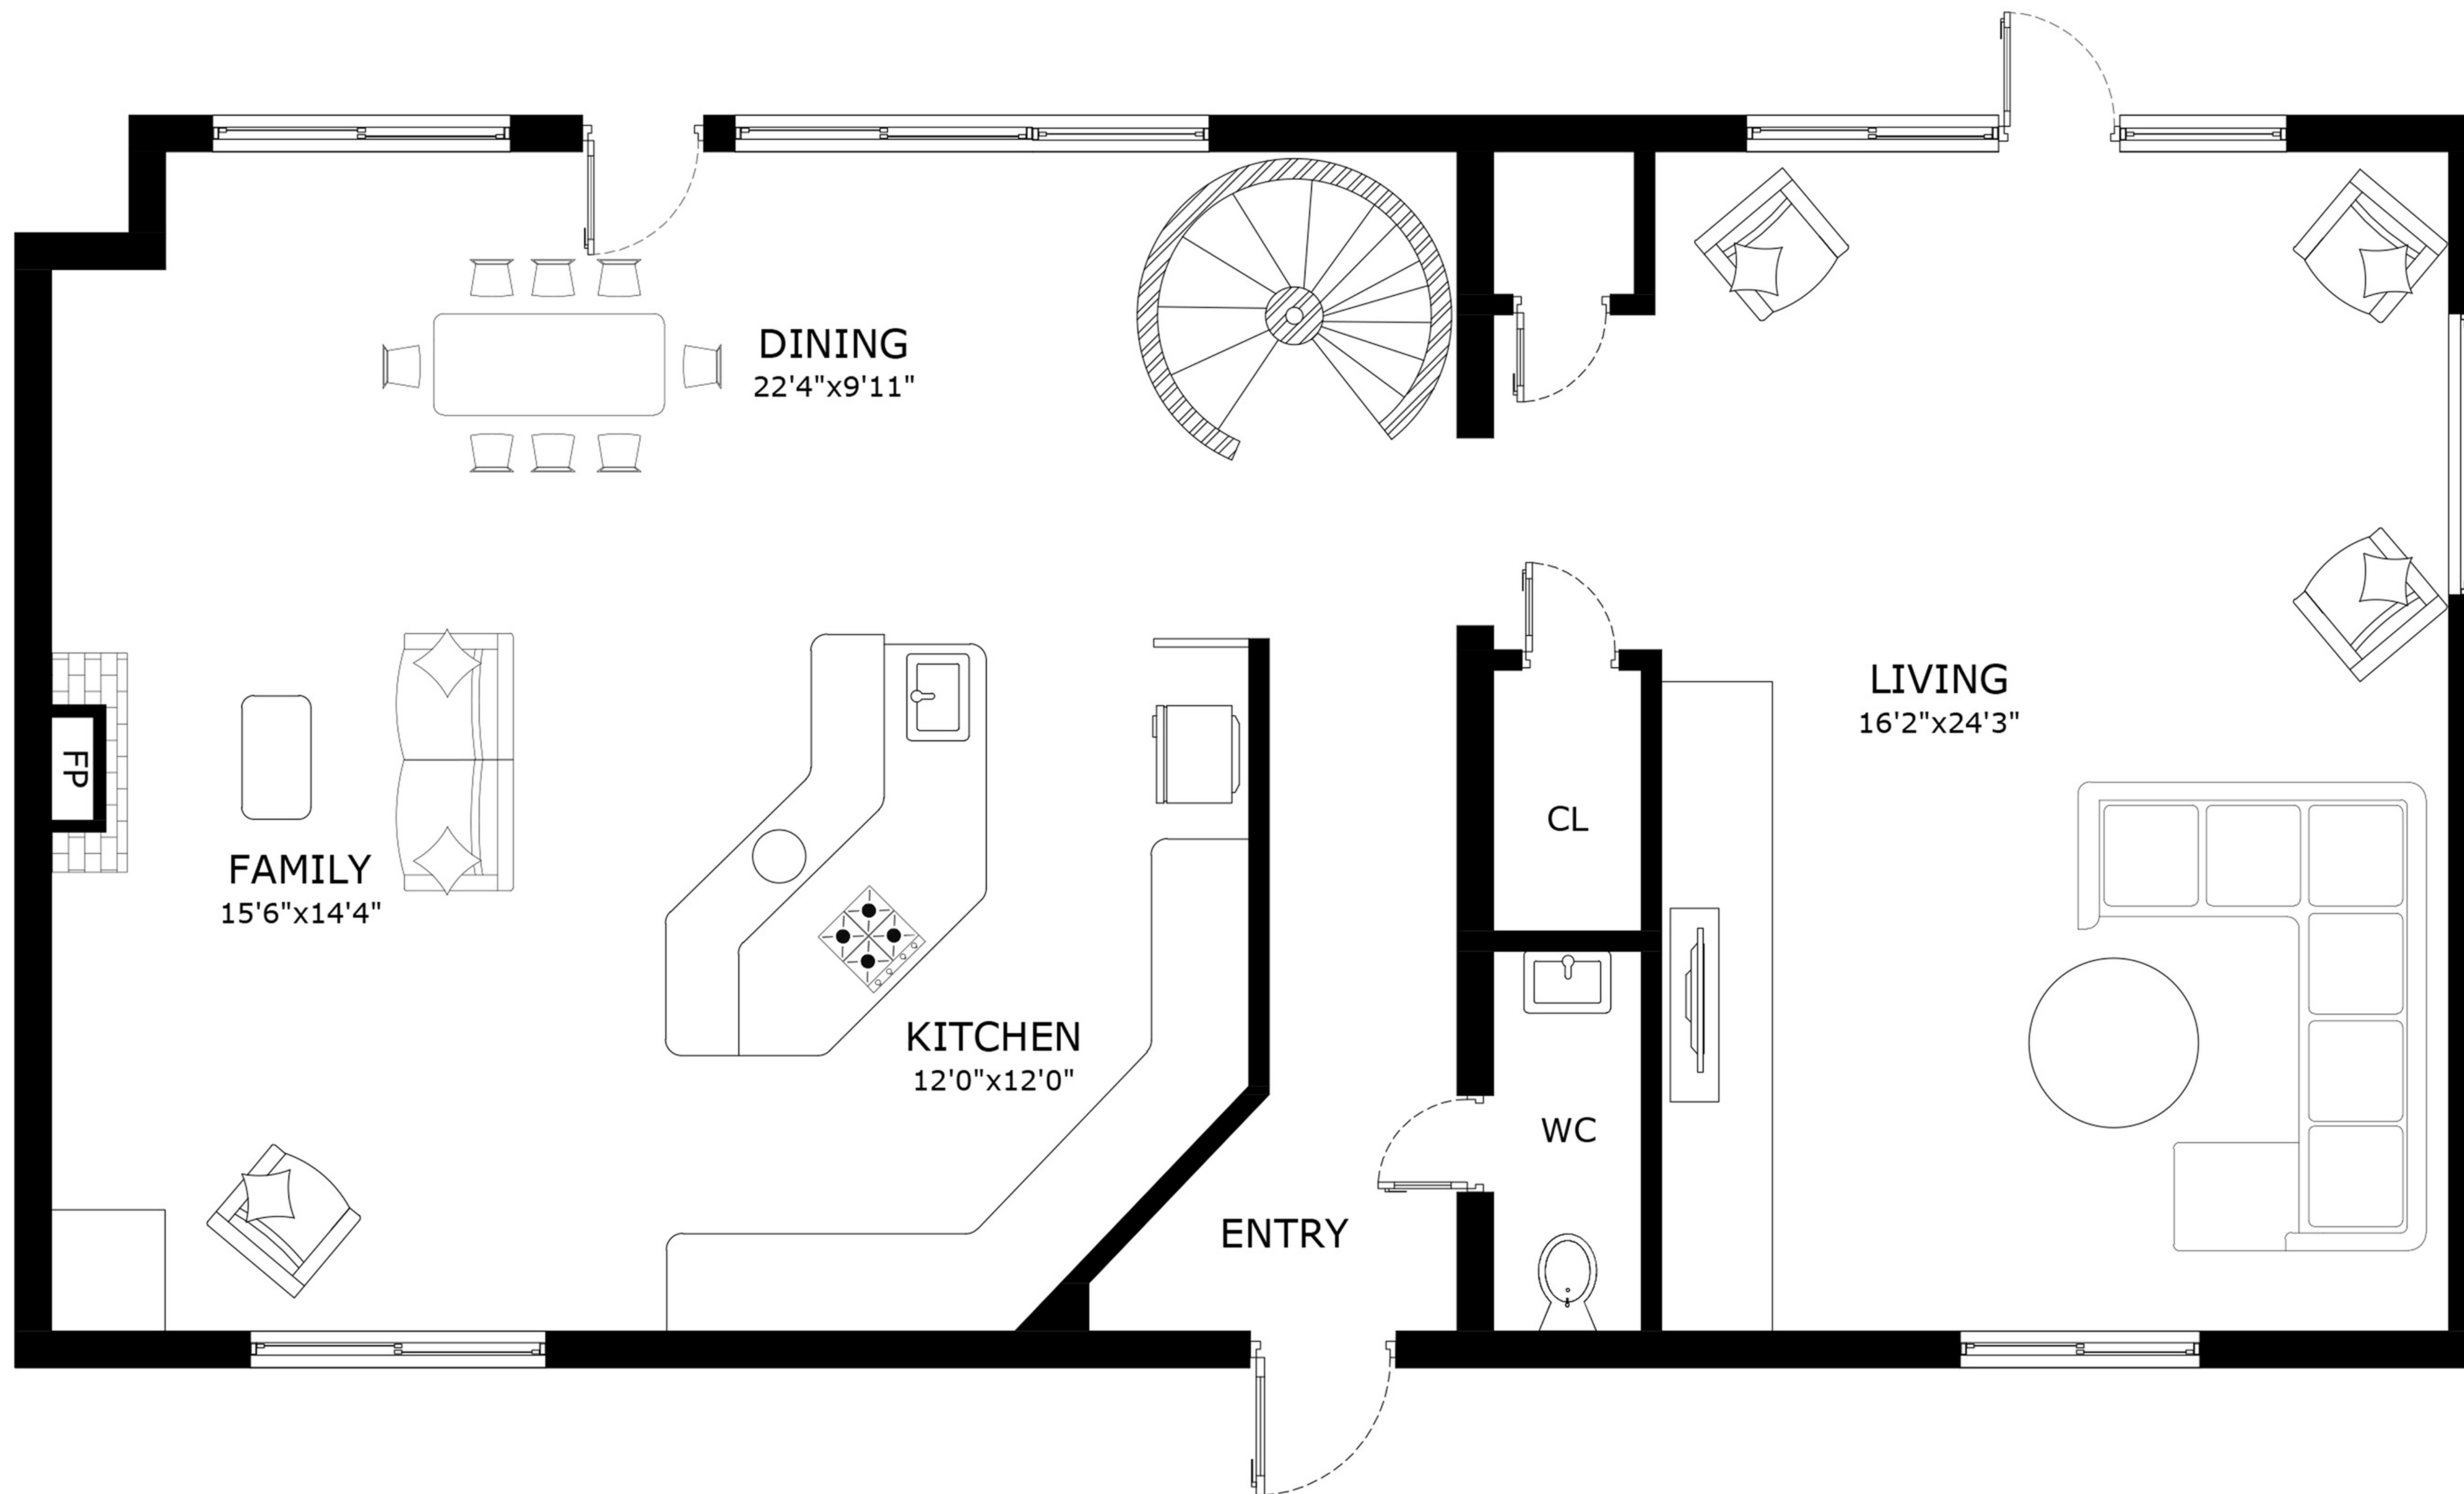 DINING
22'4"x9'11"
LIVING
16'2"x24'3"
FP
CL
FAMILY
15'6"x14'4"
KITCHEN
12'0"x12'0"
WC
ENTRY